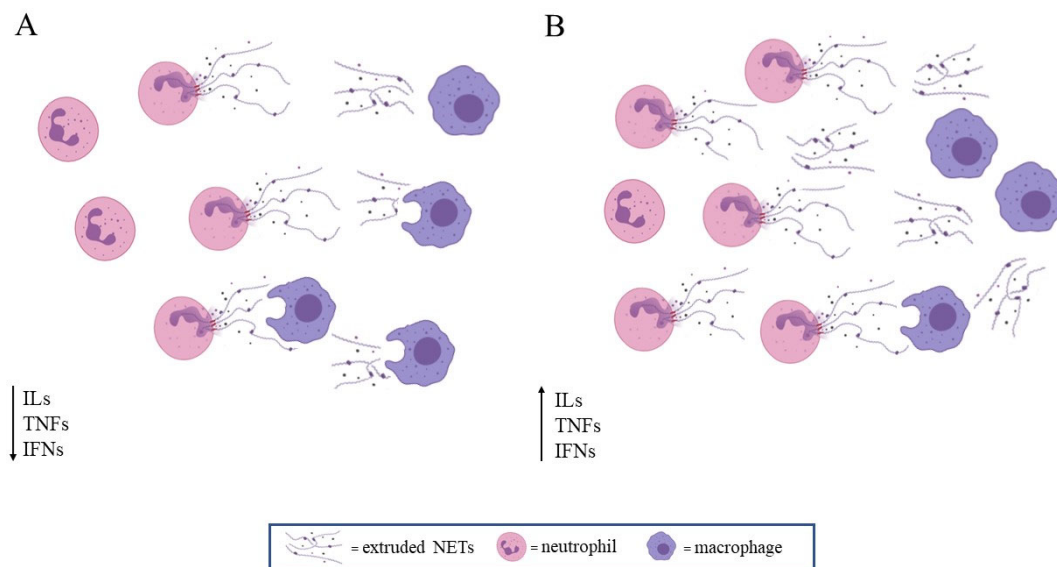 A
B
ILs
TNFs
IFNs
ILs
TNFs
IFNs
= extruded NETs = neutrophil = macrophage